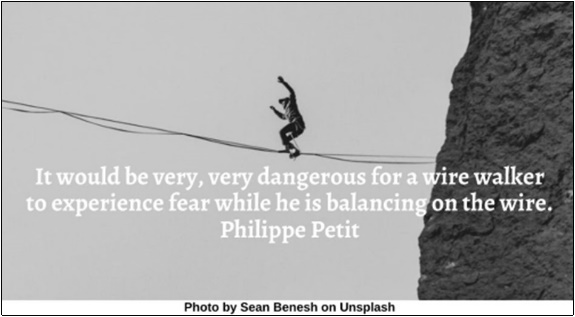 It would be very, very dangerous for a wire walker
to experience fear while he is balancing on the wire.
Philippe Petit
Photo by Sean Benesh on Unsplash